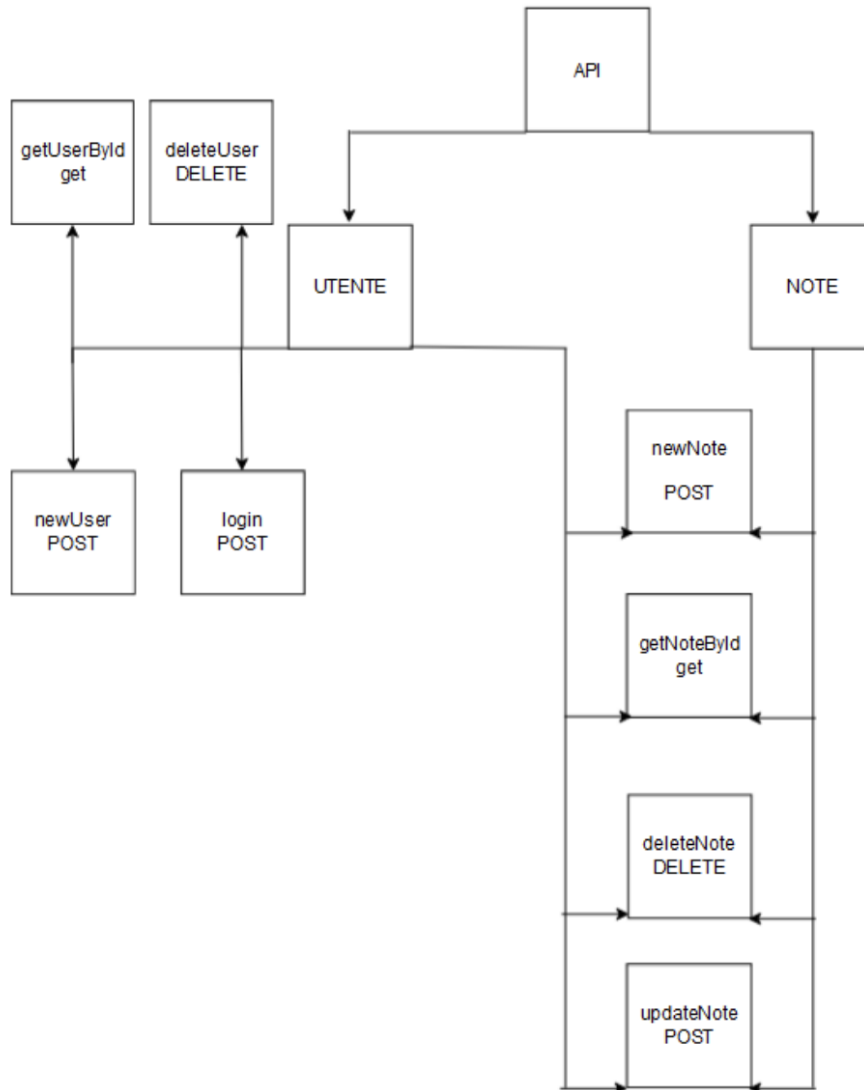 API
getUserById
get
deleteUser
DELETE
UTENTE
NOTE
newNote
POST
newUser
POST
login
POST
getNoteById
get
deleteNote
DELETE
updateNote
POST